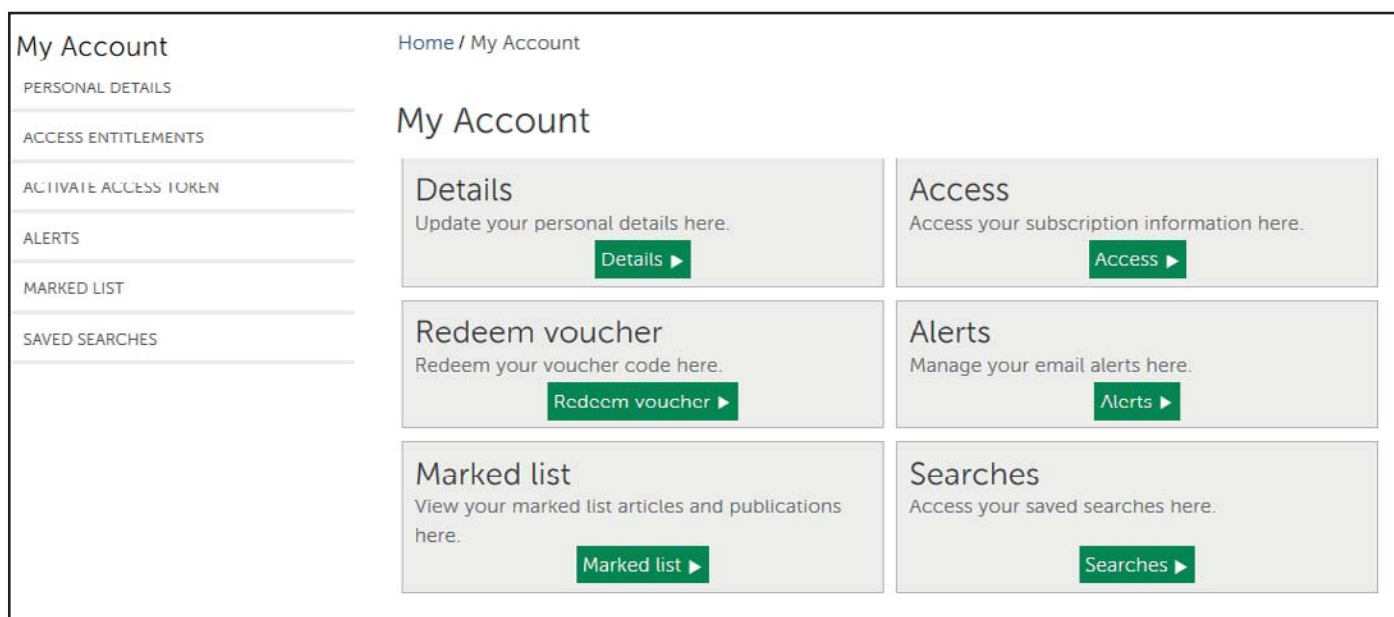 My Account
PERSONAL DETAILS
ACCESS ENTITLEMENTS
ACTIVATE ACCESS TOKEN
ALERTS
MARKED LIST
SAVED SEARCHES
Home / My Account
My Account
Details
Update your personal details here.
Details ▶
Access
Access your subscription information here.
Access ▶
Redeem voucher
Redeem your voucher code here.
Redeem voucher ▶
Alerts
Manage your email alerts here.
Alerts ▶
Marked list
View your marked list articles and publications
here.
Marked list ▶
Searches
Access your saved searches here.
Searches ▶